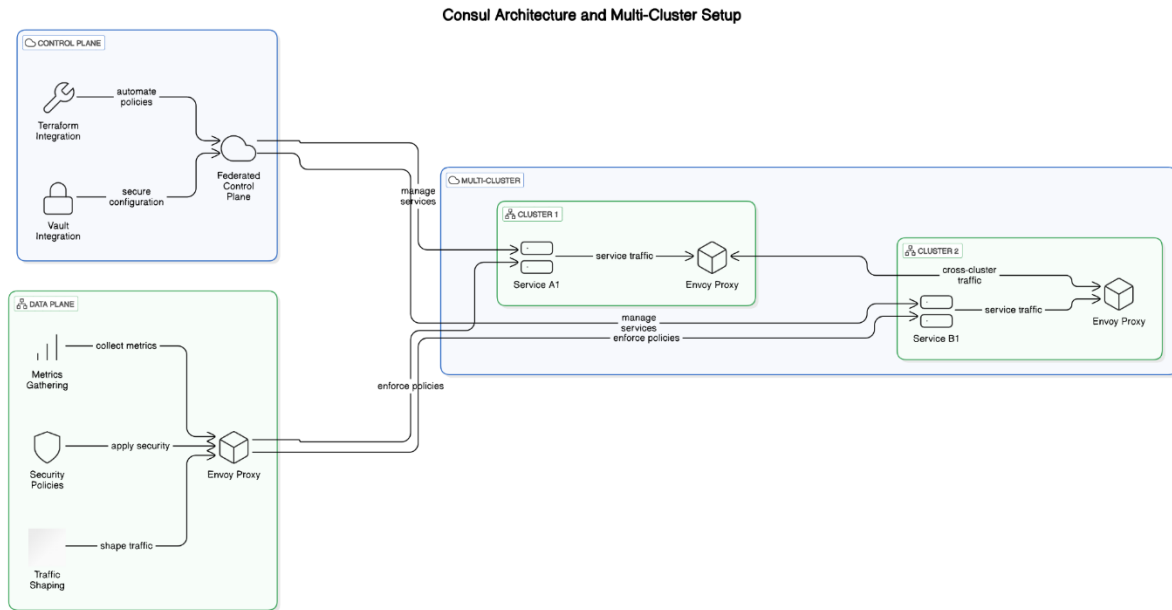 Consul Architecture and Multi-Cluster Setup
CONTROL PLANE
automate
policies
Terraform
Integration
Federated
Control
Plane
secure
configuration
Vault
Integration
manage
services
MULTI-CLUSTER
CLUSTER 1
service traffic
Service A1
Envoy Proxy
CLUSTER 2
cross-cluster
traffic
Envoy Proxy
service traffic
Service B1
manage
services
enforce policies
DATA PLANE
collect metrics
Metrics
Gathering
enforce policies
apply security
Security
Policies
Envoy Proxy
shape traffic
Traffic
Shaping